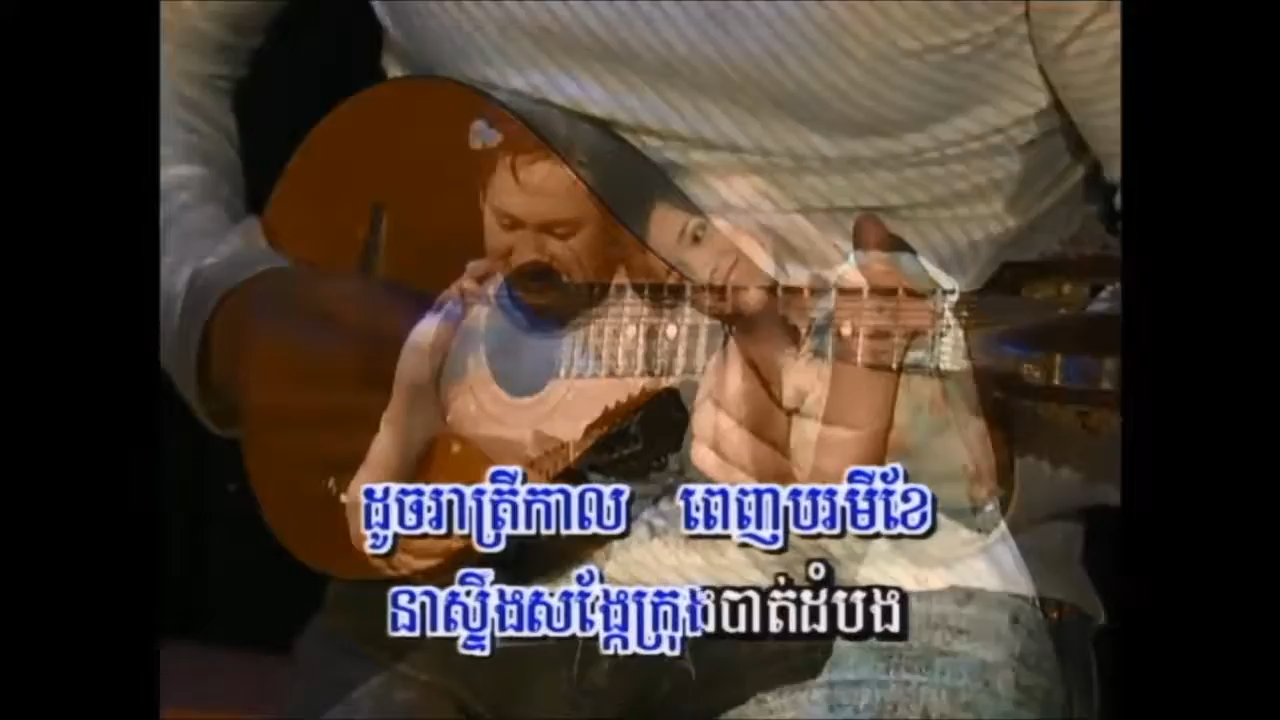 ដូចរាត្រីកាល ពេញបរមីខែ
នាស្ទឹងសង្កែក្រុងបាត់ដំបង